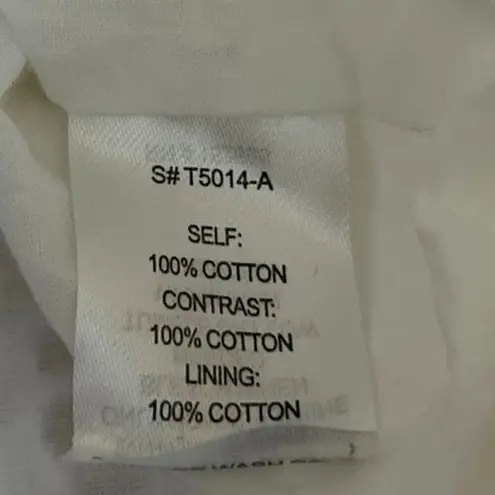 S# T5014-A
SELF:
100% COTTON
CONTRAST:
100% COTTON
LINING:
100% COTTON